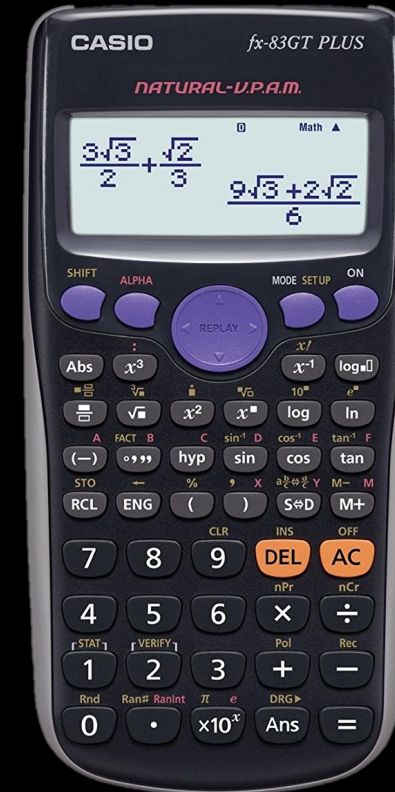 CASIO fx-83GT PLUS
NATURAL-V.P.A.M.
D Math ▲
3√3/2+√2/3
9√3+2√2/6
SHIFT ALPHA MODE SETUP ON
REPLAY
: x!
Abs x³ x⁻¹ log▪▯
■▭/▭ ³√▫ ▪ ▪√▫ 10▪ e▪
▭/▭ √▫ x² x▪ log ln
A FACT B C sin⁻¹ D cos⁻¹ E tan⁻¹ F
(—) °,,, hyp sin cos tan
STO ← % , X a b/c⇔d/c Y M− M
RCL ENG ( ) S⇔D M+
CLR INS OFF
7 8 9 DEL AC
nPr nCr
4 5 6 × ÷
STAT VERIFY Pol Rec
1 2 3 + −
Rnd Ran# RanInt π e DRG▶
0 • ×10ˣ Ans =